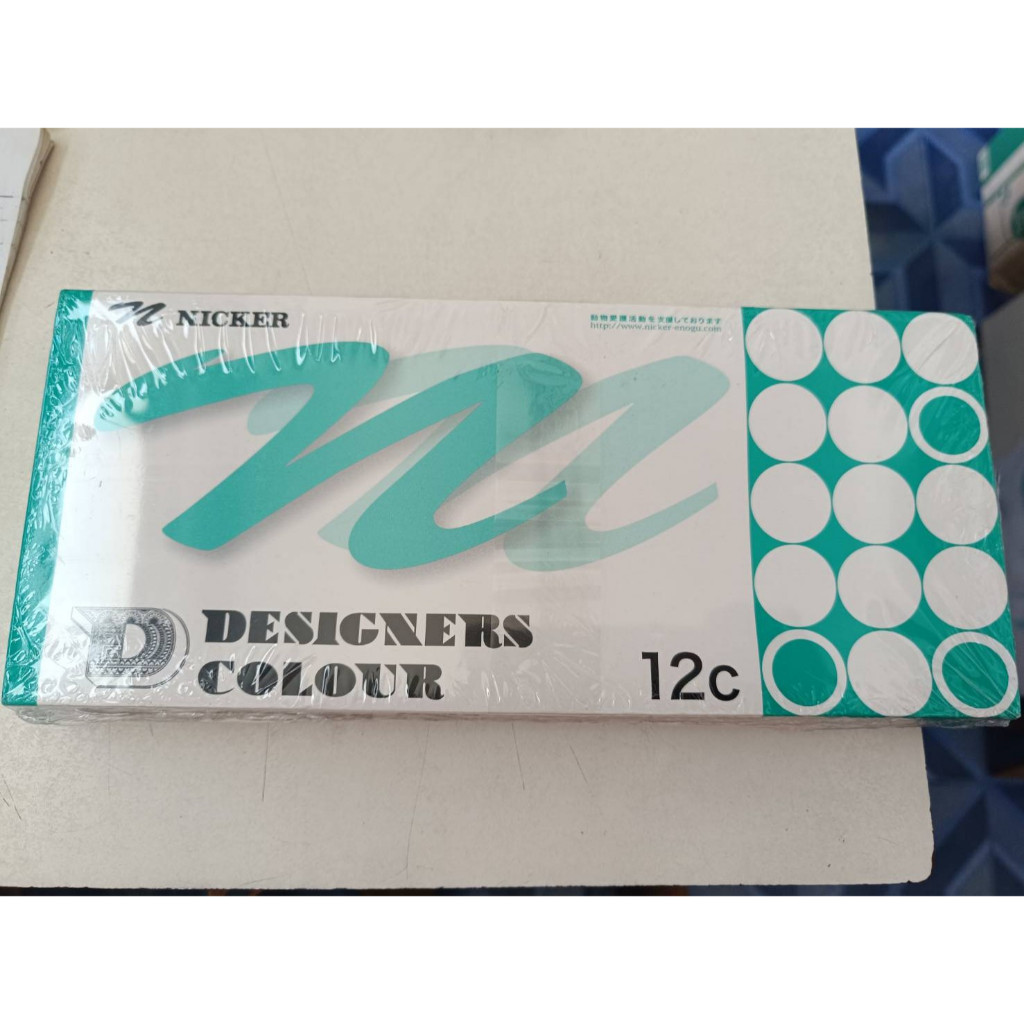 n NICKER
動物愛護活動を支援しております
http://www.nicker-enogu.com
D DESIGNERS
COLOUR
12c